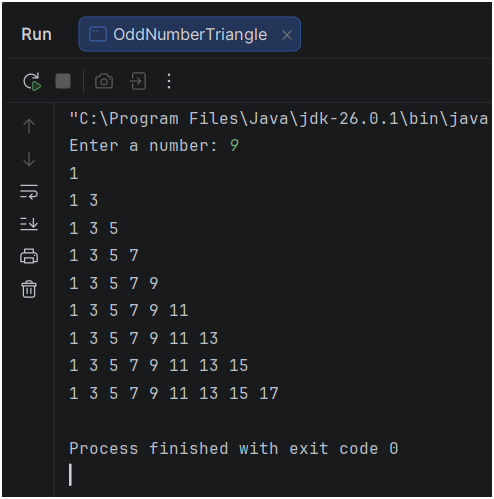 Run OddNumberTriangle
"C:\Program Files\Java\jdk-26.0.1\bin\java
Enter a number: 9
1
1 3
1 3 5
1 3 5 7
1 3 5 7 9
1 3 5 7 9 11
1 3 5 7 9 11 13
1 3 5 7 9 11 13 15
1 3 5 7 9 11 13 15 17
Process finished with exit code 0